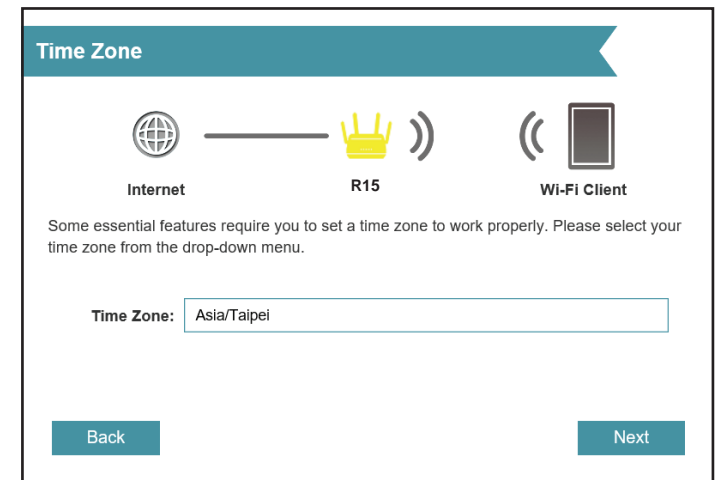 Time Zone
Internet
R15
Wi-Fi Client
Some essential features require you to set a time zone to work properly. Please select your
time zone from the drop-down menu.
Time Zone: Asia/Taipei
Back
Next